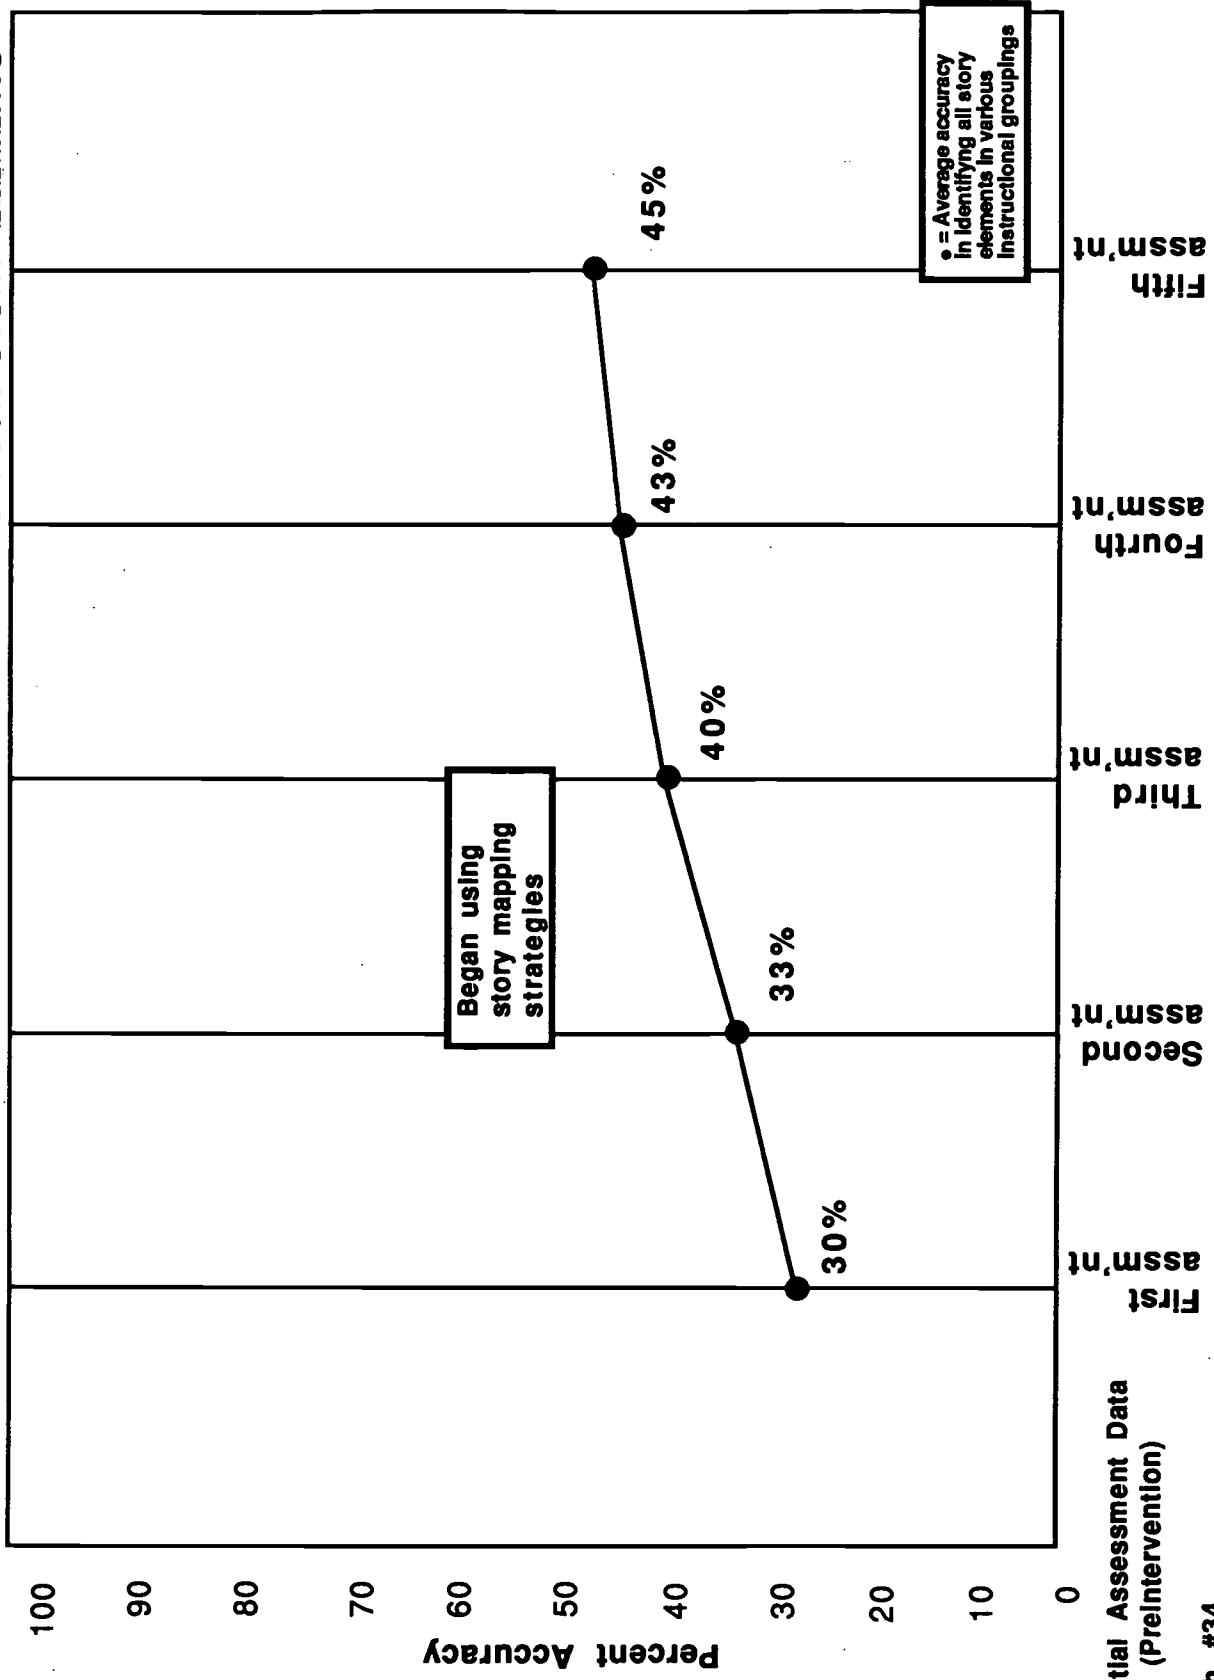 100
90
80
70
60
50
40
30
20
10
0
Percent Accuracy
Began using
story mapping
strategies
30%
33%
40%
43%
45%
• = Average accuracy
in identifyng all story
elements in various
instructional groupings
First
assm'nt
Second
assm'nt
Third
assm'nt
Fourth
assm'nt
Fifth
assm'nt
Assessment Data
(PreIntervention)
#34